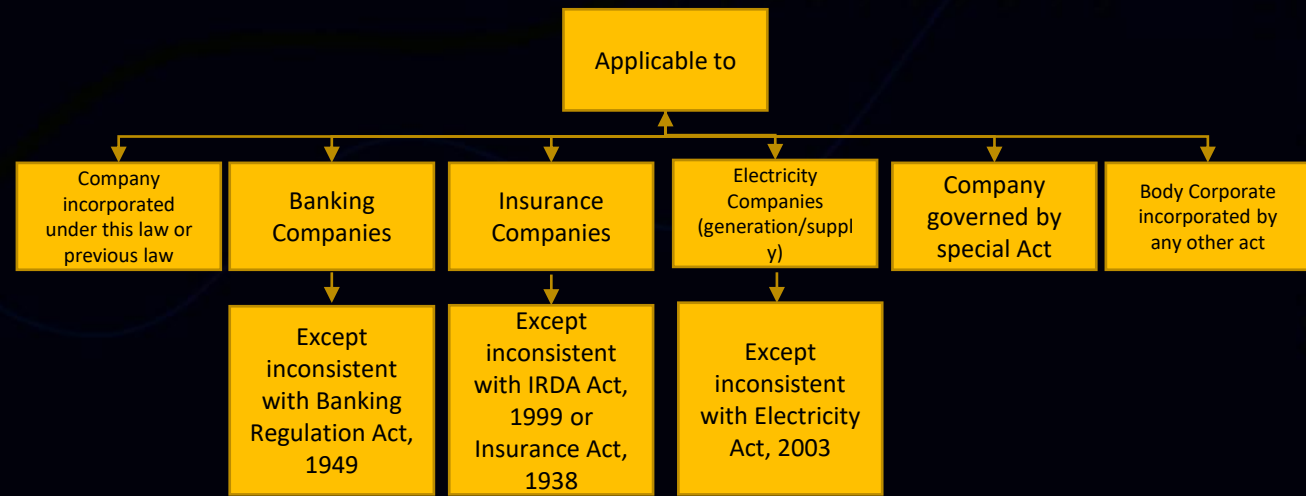 Applicable to
Company
incorporated
under this law or
previous law
Banking
Companies
Insurance
Companies
Electricity
Companies
(generation/suppl
y)
Company
governed by
special Act
Body Corporate
incorporated by
any other act
Except
inconsistent
with Banking
Regulation Act,
1949
Except
inconsistent
with IRDA Act,
1999 or
Insurance Act,
1938
Except
inconsistent
with Electricity
Act, 2003